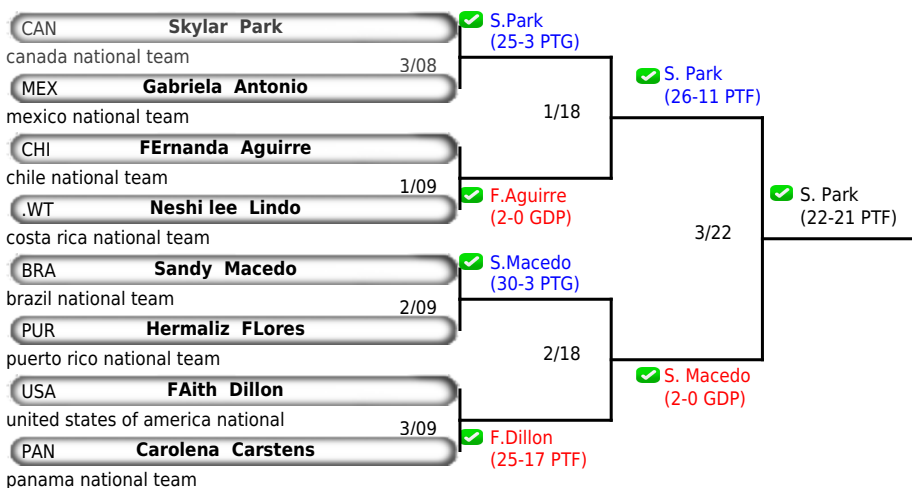 CAN Skylar Park
canada national team
3/08
MEX Gabriela Antonio
mexico national team
CHI FErnanda Aguirre
chile national team
1/09
.WT Neshi lee Lindo
costa rica national team
BRA Sandy Macedo
brazil national team
2/09
PUR Hermaliz FLores
puerto rico national team
USA FAith Dillon
united states of america national
3/09
PAN Carolena Carstens
panama national team
S.Park
(25-3 PTG)
1/18
F.Aguirre
(2-0 GDP)
S.Macedo
(30-3 PTG)
2/18
F.Dillon
(25-17 PTF)
S. Park
(26-11 PTF)
3/22
S. Macedo
(2-0 GDP)
S. Park
(22-21 PTF)